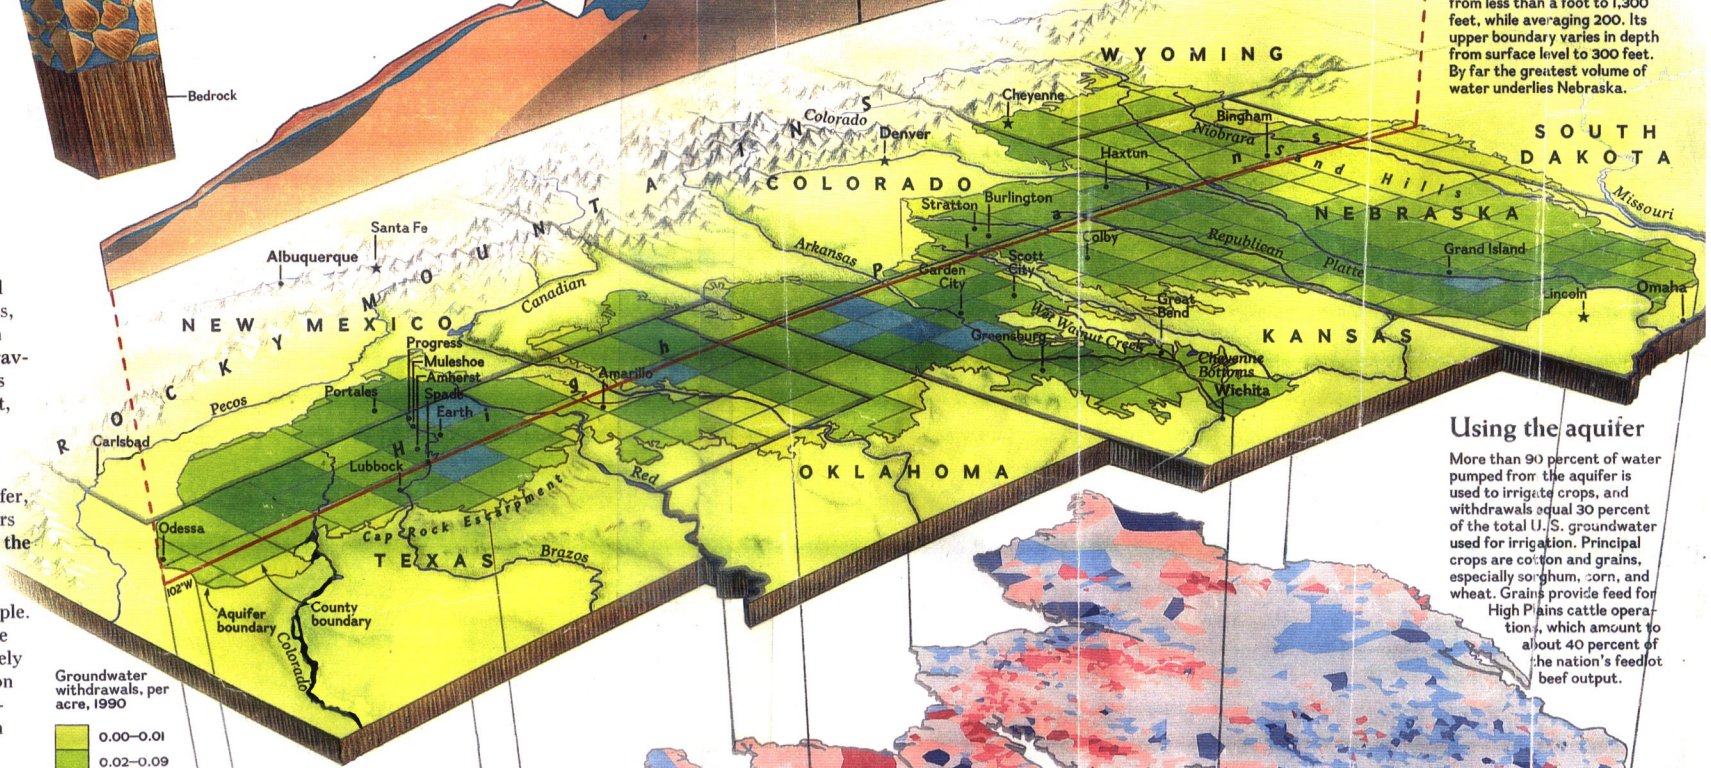 from less than a foot to 1,300
feet, while averaging 200. Its
upper boundary varies in depth
from surface level to 300 feet.
By far the greatest volume of
water underlies Nebraska.
Bedrock
WYOMING
SOUTH
DAKOTA
Cheyenne
Bingham
Niobrara
Sand Hills
Missouri
Colorado
Denver
Haxtun
COLORADO
Stratton
Burlington
NEBRASKA
Colby
Republican
Platte
Grand Island
Lincoln
Omaha
ROCKY MOUNTAINS
Santa Fe
Albuquerque
Arkansas
Garden
City
Scott
City
Canadian
Great
Bend
Wet Walnut Creek
Greensburg
KANSAS
Cheyenne
Bottoms
Wichita
NEW MEXICO
Progress
Muleshoe
Amherst
Spade
Earth
Portales
Amarillo
High Plains
Pecos
Carlsbad
Lubbock
Red
OKLAHOMA
Cap Rock Escarpment
Odessa
TEXAS
Brazos
102°W
Aquifer
boundary
County
boundary
Colorado
Groundwater
withdrawals, per
acre, 1990
0.00–0.01
0.02–0.09
Using the aquifer
More than 90 percent of water
pumped from the aquifer is
used to irrigate crops, and
withdrawals equal 30 percent
of the total U.S. groundwater
used for irrigation. Principal
crops are cotton and grains,
especially sorghum, corn, and
wheat. Grains provide feed for
High Plains cattle opera-
tions, which amount to
about 40 percent of
the nation's feedlot
beef output.
the